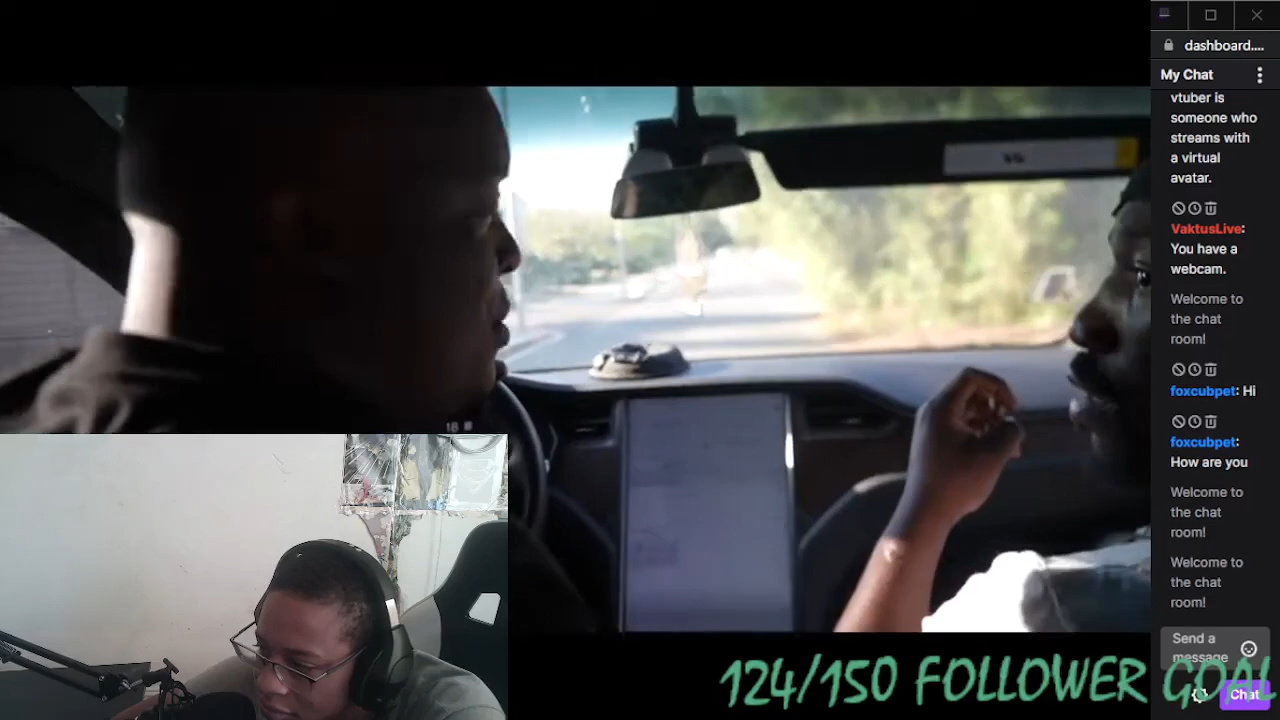 dashboard....
My Chat
vtuber is
someone who
streams with
a virtual
avatar.
VaktusLive:
You have a
webcam.
Welcome to
the chat
room!
foxcubpet: Hi
foxcubpet:
How are you
Welcome to
the chat
room!
Welcome to
the chat
room!
Send a
message
Chat
124/150 FOLLOWER GOAL